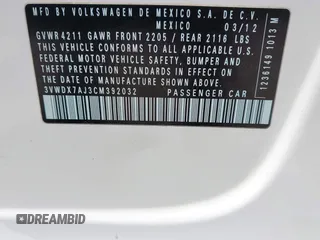 MFD BY VOLKSWAGEN DE MEXICO S.A. DE C.V.
MEXICO 03/12
GVWR 4211 GAWR FRONT 2205 / REAR 2116 LBS
THIS VEHICLE CONFORMS TO ALL APPLICABLE U.S.
FEDERAL MOTOR VEHICLE SAFETY, BUMPER AND
THEFT PREVENTION STANDARDS IN EFFECT ON
THE DATE OF MANUFACTURE SHOWN ABOVE.
3VWDX7AJ3CM392032 PASSENGER CAR
1236149 1013 M
DREAMBID